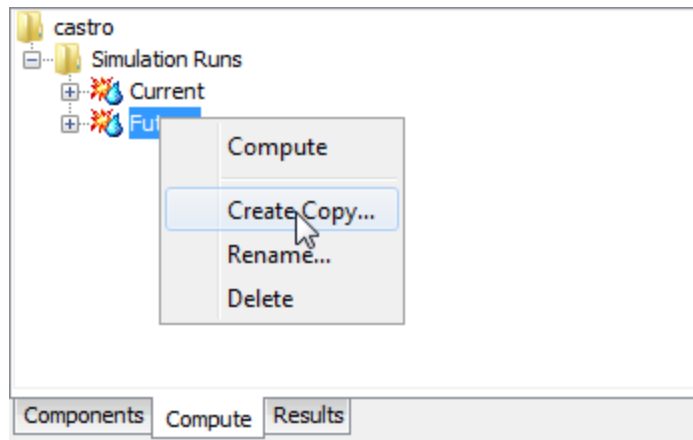 castro
Simulation Runs
Current
Compute
Create Copy...
Rename...
Delete
Components Compute Results